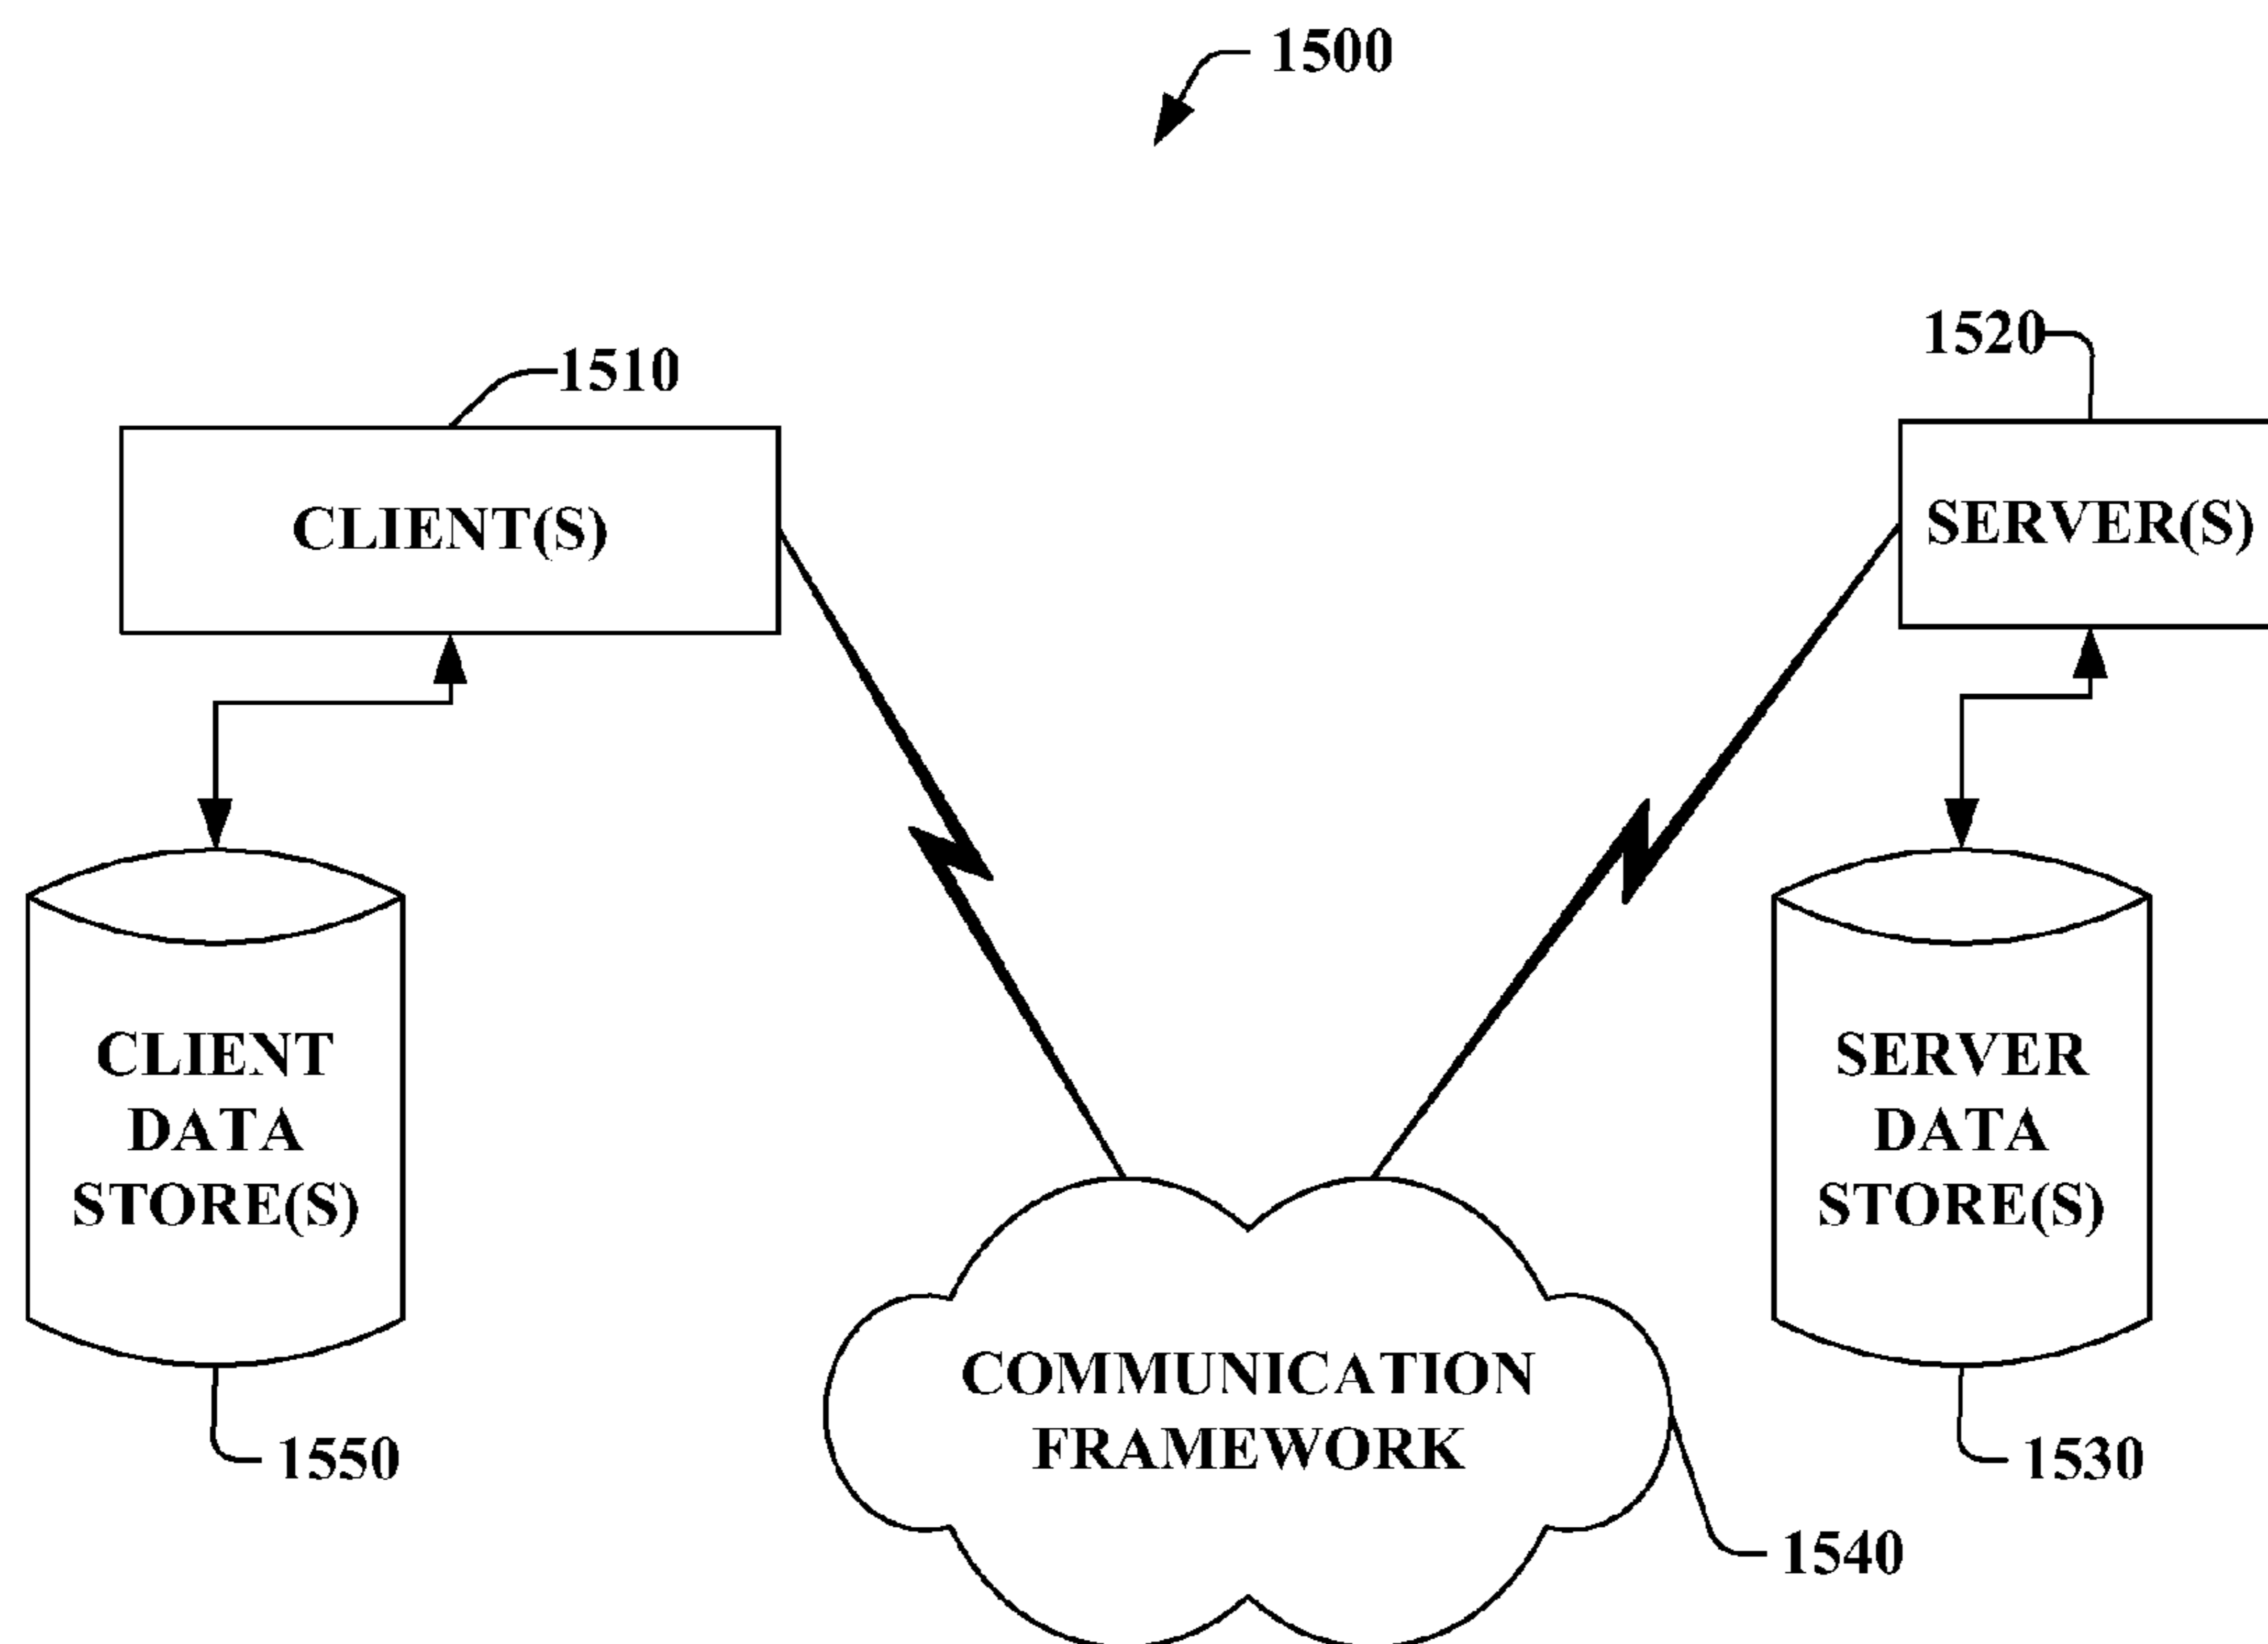 1500
1510
1520
CLIENT(S)
SERVER(S)
CLIENT
DATA
STORE(S)
SERVER
DATA
STORE(S)
COMMUNICATION
FRAMEWORK
1550
1530
1540